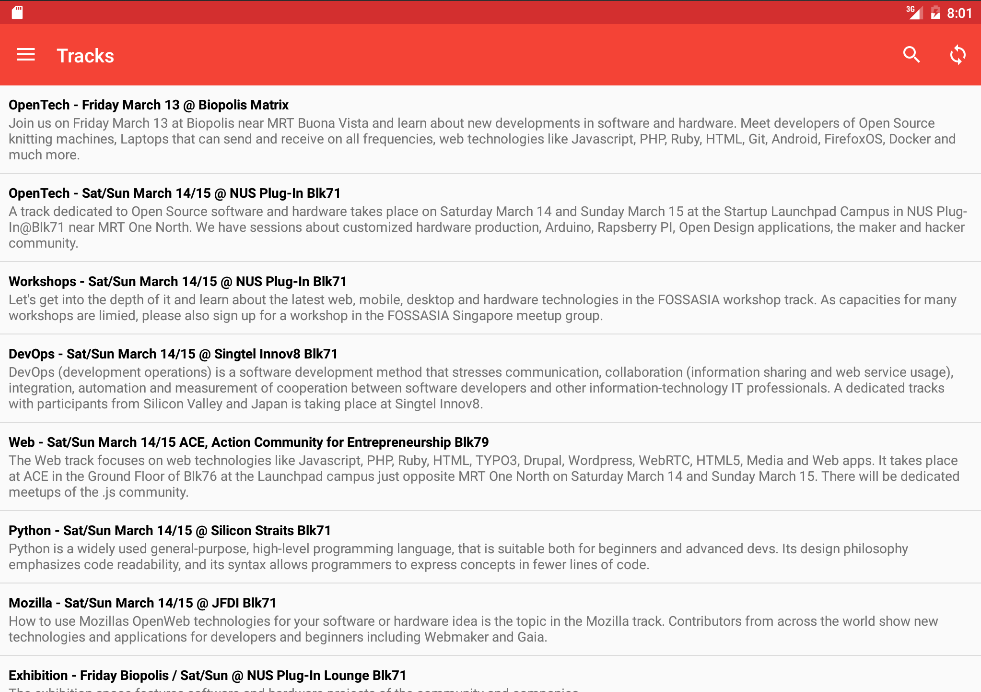 3G 8:01
Tracks
OpenTech - Friday March 13 @ Biopolis Matrix
Join us on Friday March 13 at Biopolis near MRT Buona Vista and learn about new developments in software and hardware. Meet developers of Open Source
knitting machines, Laptops that can send and receive on all frequencies, web technologies like Javascript, PHP, Ruby, HTML, Git, Android, FirefoxOS, Docker and
much more.
OpenTech - Sat/Sun March 14/15 @ NUS Plug-In Blk71
A track dedicated to Open Source software and hardware takes place on Saturday March 14 and Sunday March 15 at the Startup Launchpad Campus in NUS Plug-
In@Blk71 near MRT One North. We have sessions about customized hardware production, Arduino, Rapsberry PI, Open Design applications, the maker and hacker
community.
Workshops - Sat/Sun March 14/15 @ NUS Plug-In Blk71
Let's get into the depth of it and learn about the latest web, mobile, desktop and hardware technologies in the FOSSASIA workshop track. As capacities for many
workshops are limied, please also sign up for a workshop in the FOSSASIA Singapore meetup group.
DevOps - Sat/Sun March 14/15 @ Singtel Innov8 Blk71
DevOps (development operations) is a software development method that stresses communication, collaboration (information sharing and web service usage),
integration, automation and measurement of cooperation between software developers and other information-technology IT professionals. A dedicated tracks
with participants from Silicon Valley and Japan is taking place at Singtel Innov8.
Web - Sat/Sun March 14/15 ACE, Action Community for Entrepreneurship Blk79
The Web track focuses on web technologies like Javascript, PHP, Ruby, HTML, TYPO3, Drupal, Wordpress, WebRTC, HTML5, Media and Web apps. It takes place
at ACE in the Ground Floor of Blk76 at the Launchpad campus just opposite MRT One North on Saturday March 14 and Sunday March 15. There will be dedicated
meetups of the .js community.
Python - Sat/Sun March 14/15 @ Silicon Straits Blk71
Python is a widely used general-purpose, high-level programming language, that is suitable both for beginners and advanced devs. Its design philosophy
emphasizes code readability, and its syntax allows programmers to express concepts in fewer lines of code.
Mozilla - Sat/Sun March 14/15 @ JFDI Blk71
How to use Mozillas OpenWeb technologies for your software or hardware idea is the topic in the Mozilla track. Contributors from across the world show new
technologies and applications for developers and beginners including Webmaker and Gaia.
Exhibition - Friday Biopolis / Sat/Sun @ NUS Plug-In Lounge Blk71
The exhibition space features software and hardware projects of the community and companies.